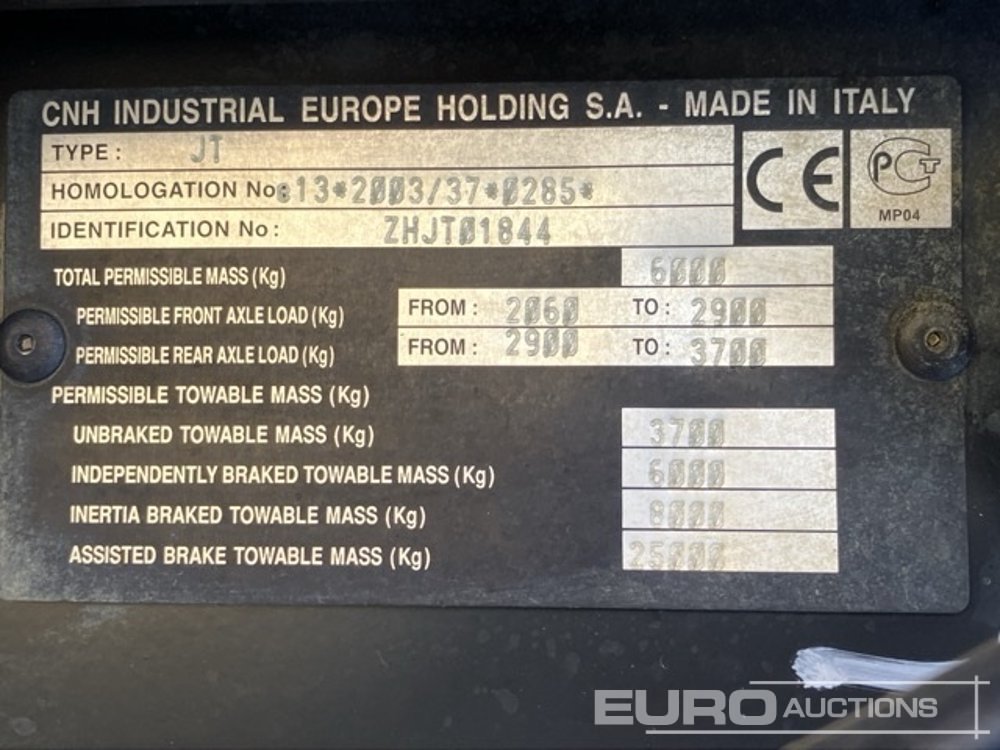 CNH INDUSTRIAL EUROPE HOLDING S.A. - MADE IN ITALY
TYPE : JT
HOMOLOGATION No: e13*2003/37*0285*
IDENTIFICATION No : ZHJT01844
CE
PCT
MP04
TOTAL PERMISSIBLE MASS (Kg) 6000
PERMISSIBLE FRONT AXLE LOAD (Kg) FROM : 2060 TO : 2900
PERMISSIBLE REAR AXLE LOAD (Kg) FROM : 2900 TO : 3700
PERMISSIBLE TOWABLE MASS (Kg)
UNBRAKED TOWABLE MASS (Kg) 3700
INDEPENDENTLY BRAKED TOWABLE MASS (Kg) 6000
INERTIA BRAKED TOWABLE MASS (Kg) 8000
ASSISTED BRAKE TOWABLE MASS (Kg) 25000
EURO AUCTIONS